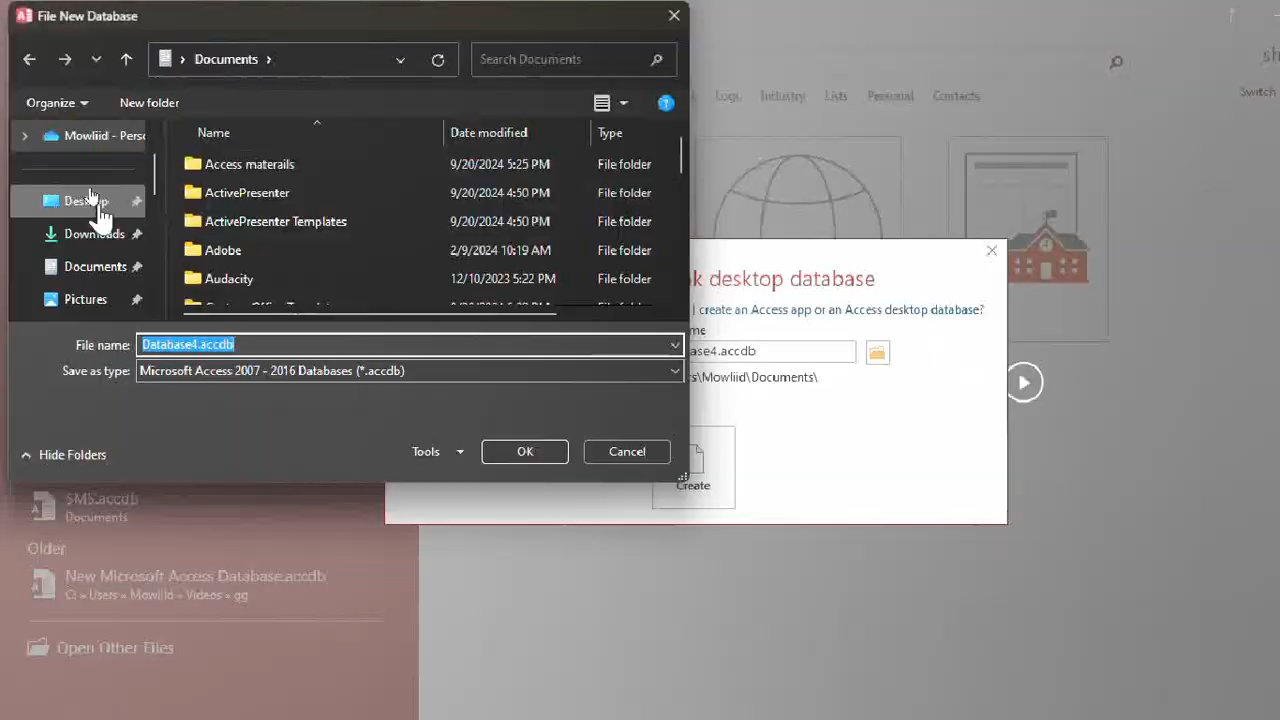 File New Database
Documents
Search Documents
Organize
New folder
Mowliid - Perso
Desktop
Downloads
Documents
Pictures
Name
Date modified
Type
Access materails
9/20/2024 5:25 PM
File folder
ActivePresenter
9/20/2024 4:50 PM
File folder
ActivePresenter Templates
9/20/2024 4:50 PM
File folder
Adobe
2/9/2024 10:19 AM
File folder
Audacity
12/10/2023 5:22 PM
File folder
File name:
Database4.accdb
Save as type:
Microsoft Access 2007 - 2016 Databases (*.accdb)
Hide Folders
Tools
OK
Cancel
sh
Switch
Logs
Industry
Lists
Personal
Contacts
k desktop database
create an Access app or an Access desktop database?
me
ase4.accdb
s\Mowliid\Documents\
Create
SMS.accdb
Documents
Older
New Microsoft Access Database.accdb
C: » Users » Mowliid » Videos » gg
Open Other Files